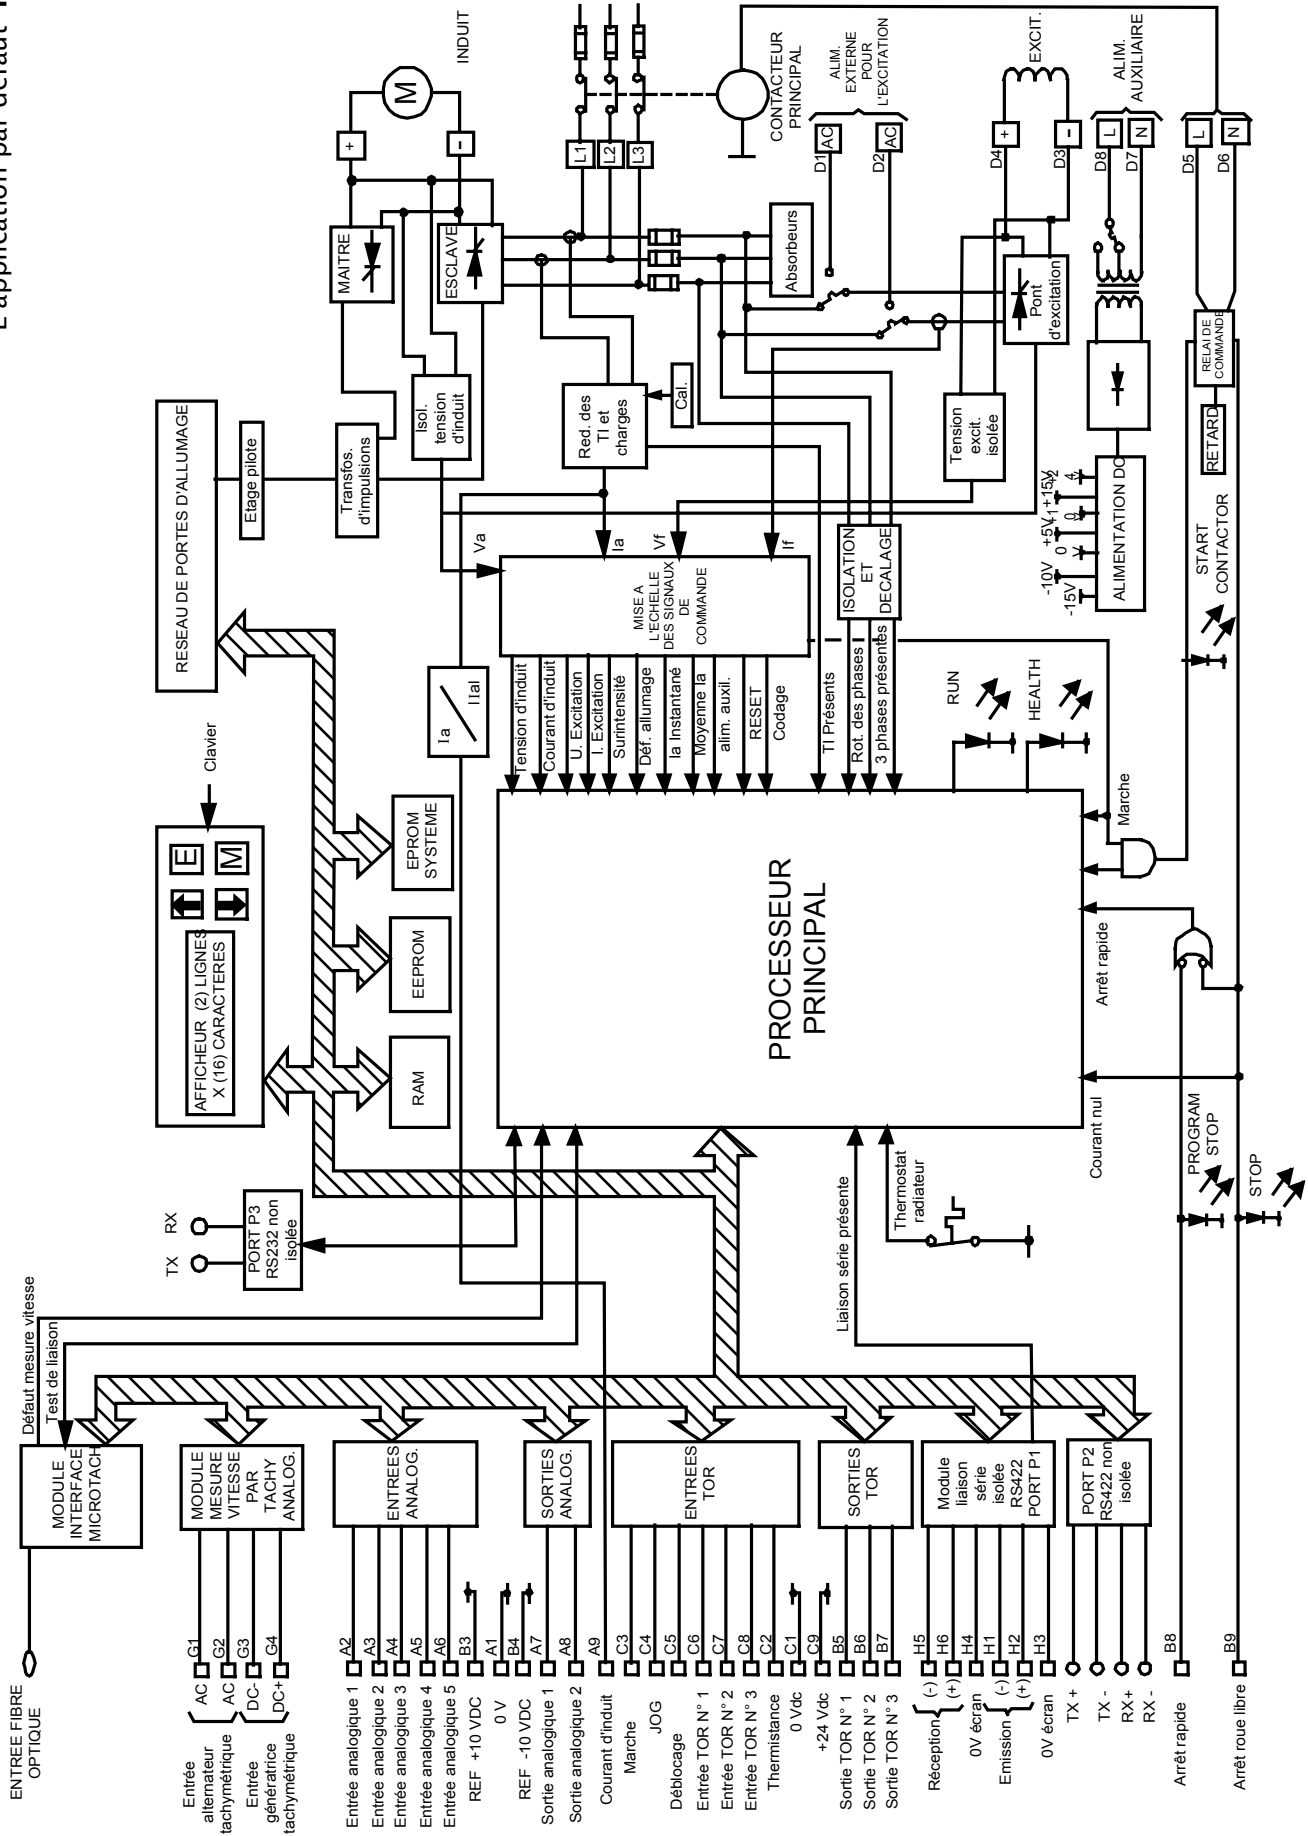 ENTREE FIBRE
OPTIQUE
Défaut mesure vitesse
Test de liaison
MODULE
INTERFACE
MICROTACH
TX
RX
PORT P3
RS232 non
isolée
Clavier
E
M
AFFICHEUR (2) LIGNES
X (16) CARACTERES
RESEAU DE PORTES D'ALLUMAGE
Etage pilote
Transfos.
d'impulsions
MAITRE
ESCLAVE
+
-
M
INDUIT
Isol.
tension
d'induit
L1
L2
L3
CONTACTEUR
PRINCIPAL
ALIM.
EXTERNE
POUR
L'EXCITATION
D1
AC
D2
AC
EXCIT.
D4
+
D3
-
ALIM.
AUXILIAIRE
D8
L
D7
N
D5
L
D6
N
Absorbeurs
Pont
d'excitation
Red. des
TI et
charges
Cal.
Tension
excit.
isolée
RELAI DE
COMMANDE
RETARD
START
CONTACTOR
-15V
-10V
0
V
+5V
+1
0
V
+15V
+2
4
V
ALIMENTATION DC
Va
Ia
Vf
If
MISE A
L'ECHELLE
DES SIGNAUX
DE
COMMANDE
ISOLATION
ET
DECALAGE
Ia
IIaI
Tension d'induit
Courant d'induit
U. Excitation
I. Excitation
Surintensité
Déf. allumage
Ia Instantané
Moyenne Ia
alim. auxil.
RESET
Codage
TI Présents
Rot. des phases
3 phases présentes
RUN
HEALTH
EPROM
SYSTEME
EEPROM
RAM
PROCESSEUR
PRINCIPAL
Marche
Arrêt rapide
Courant nul
PROGRAM
STOP
STOP
Thermostat
radiateur
Liaison série présente
MODULE
MESURE
VITESSE
PAR
TACHY
ANALOG.
ENTREES
ANALOG.
SORTIES
ANALOG.
ENTREES
TOR
SORTIES
TOR
Module
liaison
série
isolée
RS422
PORT P1
PORT P2
RS422 non
isolée
Entrée
alternateur
tachymétrique
AC G1
AC G2
Entrée
génératrice
tachymétrique
DC- G3
DC+ G4
Entrée analogique 1 A2
Entrée analogique 2 A3
Entrée analogique 3 A4
Entrée analogique 4 A5
Entrée analogique 5 A6
REF +10 VDC B3
0 V A1
REF -10 VDC B4
Sortie analogique 1 A7
Sortie analogique 2 A8
Courant d'induit A9
Marche C3
JOG C4
Déblocage C5
Entrée TOR N° 1 C6
Entrée TOR N° 2 C7
Entrée TOR N° 3 C8
Thermistance C2
0 Vdc C1
+24 Vdc C9
Sortie TOR N° 1 B5
Sortie TOR N° 2 B6
Sortie TOR N° 3 B7
Réception (-) H5
(+) H6
0V écran H4
Emission (-) H1
(+) H2
0V écran H3
TX +
TX -
RX+
RX -
Arrêt rapide B8
Arrêt roue libre B9